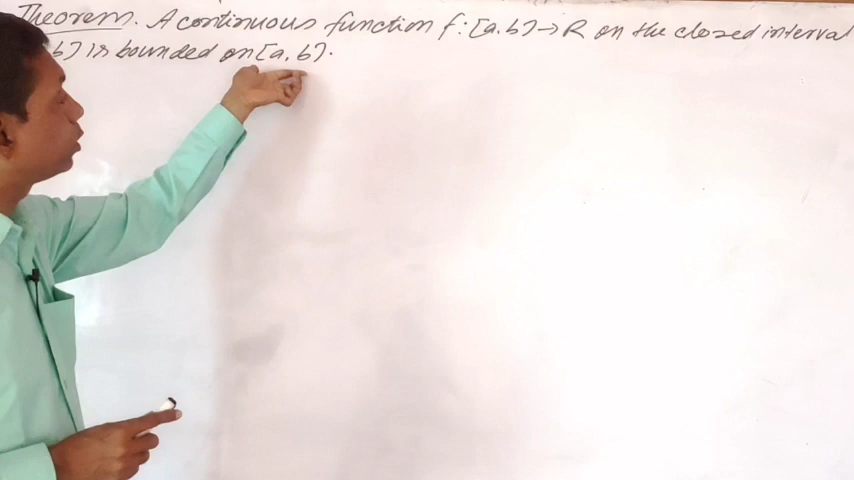 Theorem. A continuous function f: [a,b]→R on the closed interval
b] is bounded on [a,b].